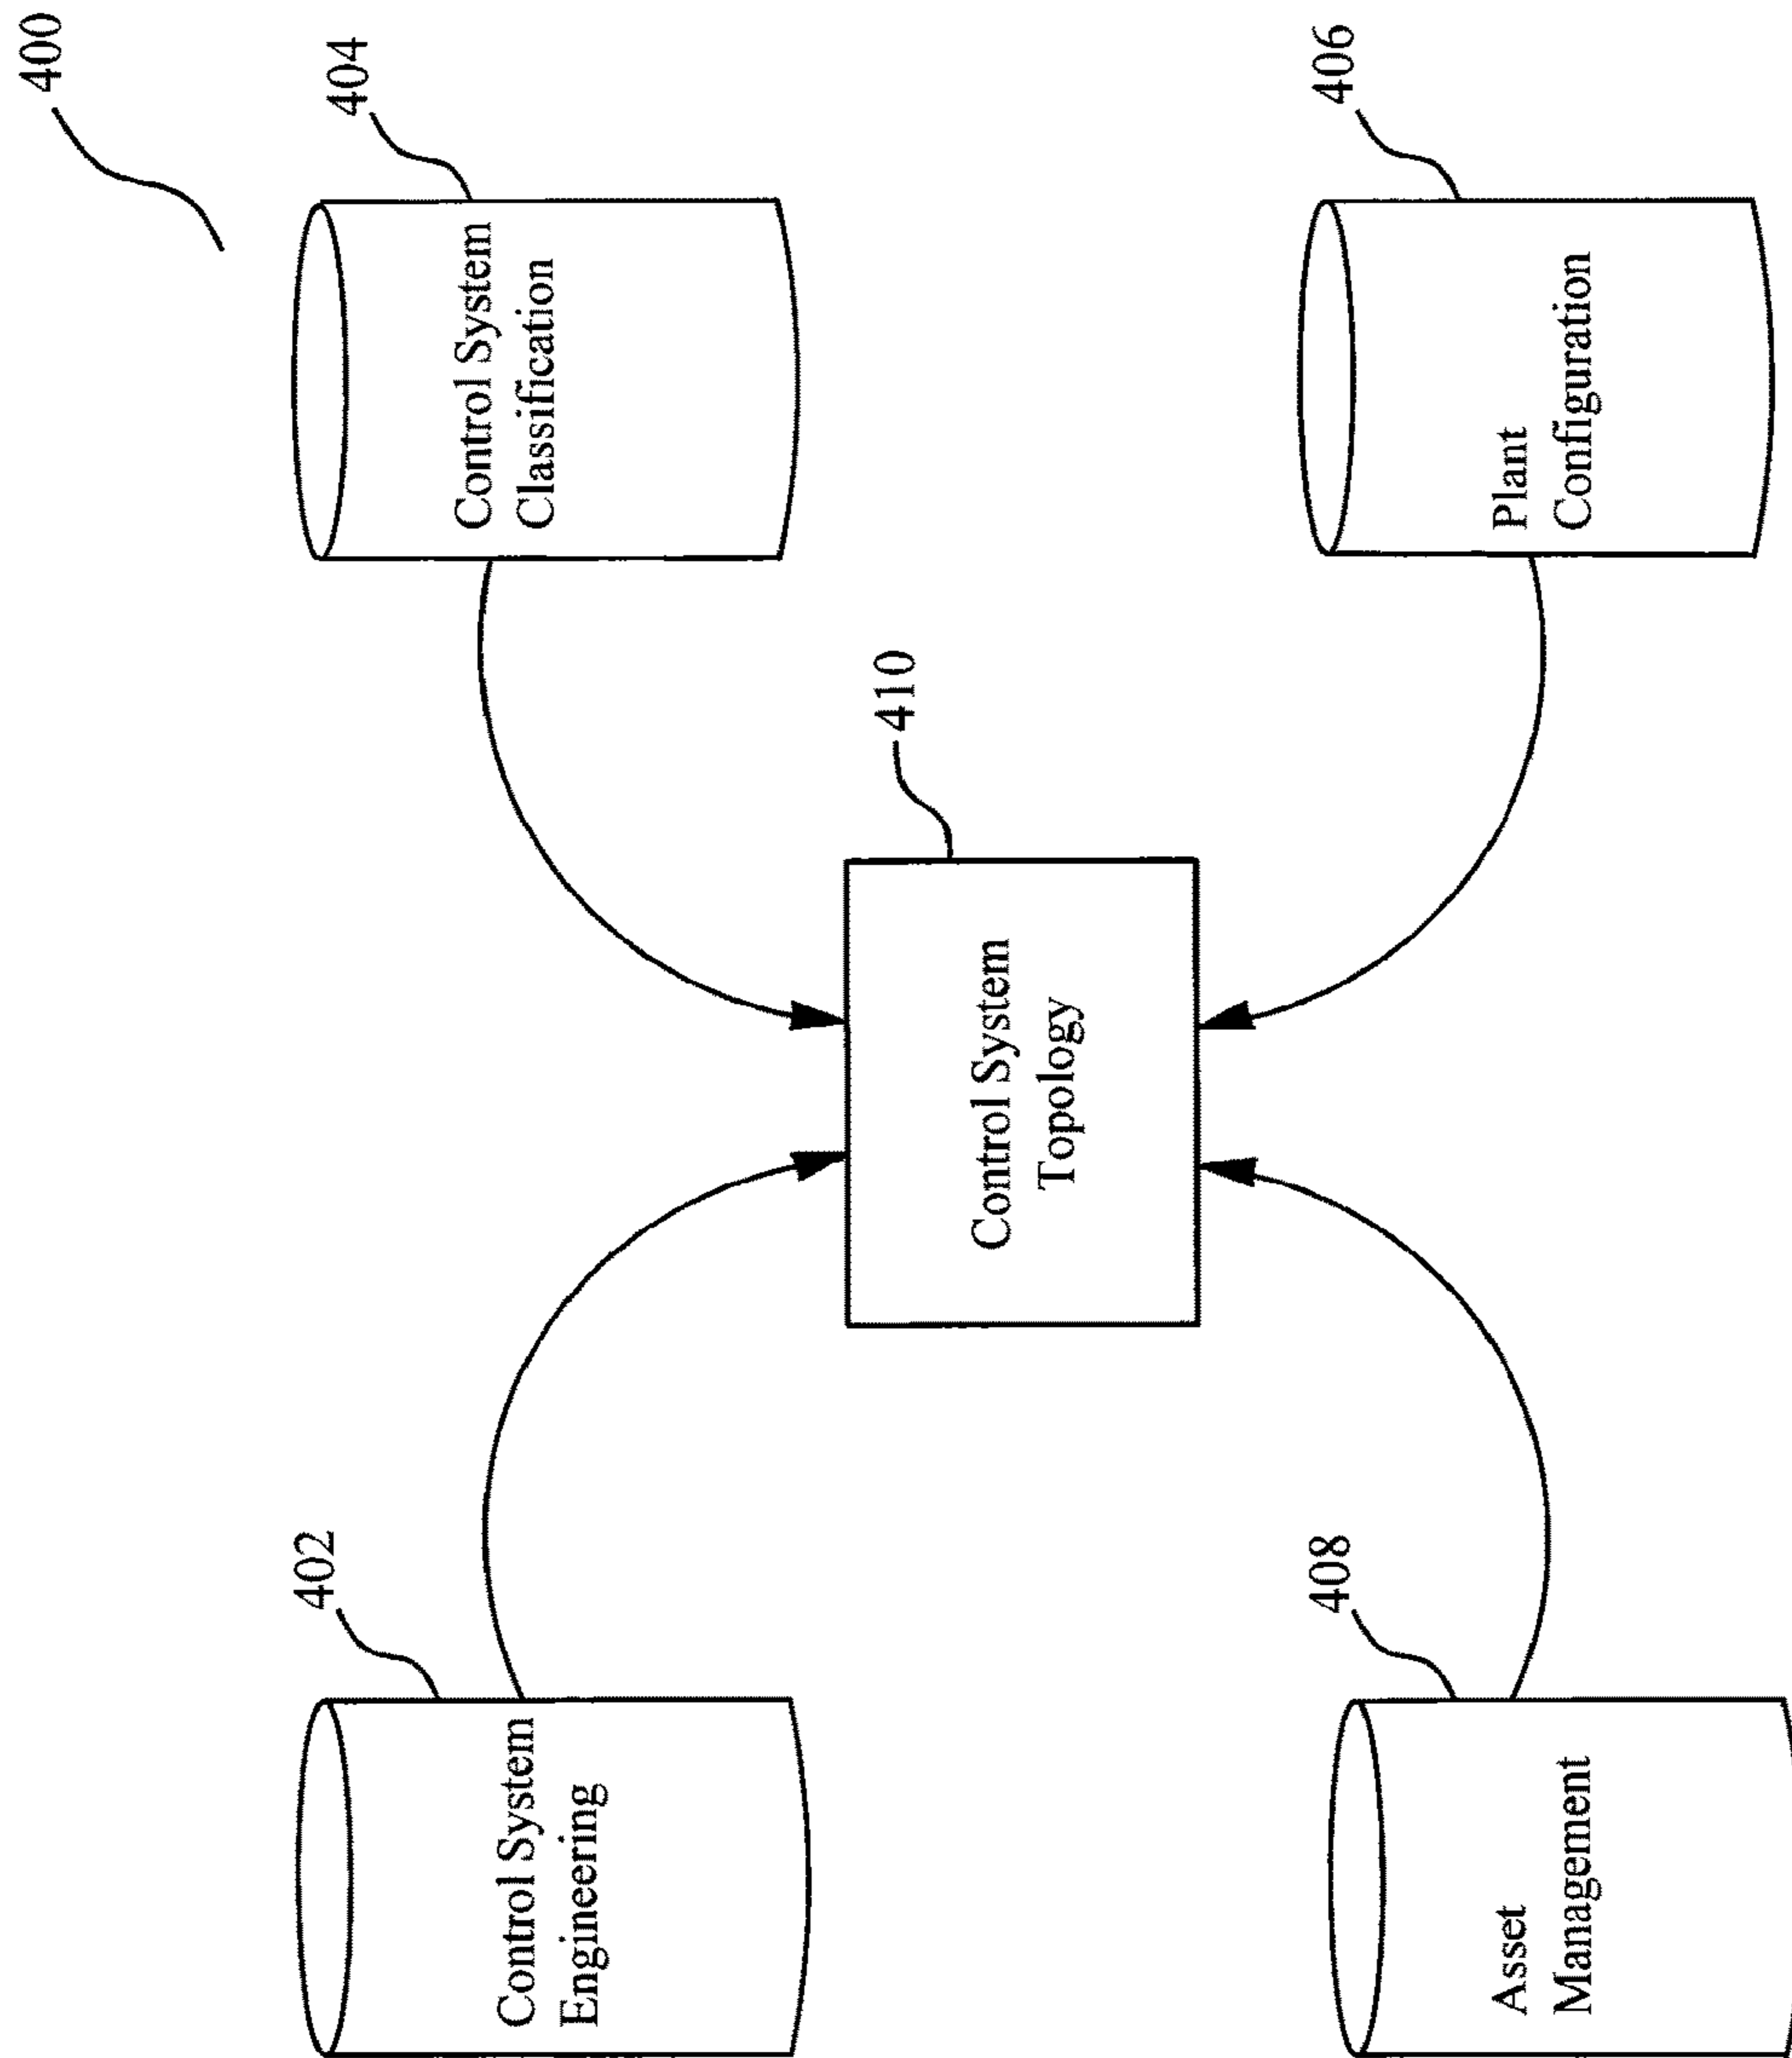 400
402
Control System
Engineering
404
Control System
Classification
410
Control System
Topology
408
Asset
Management
406
Plant
Configuration